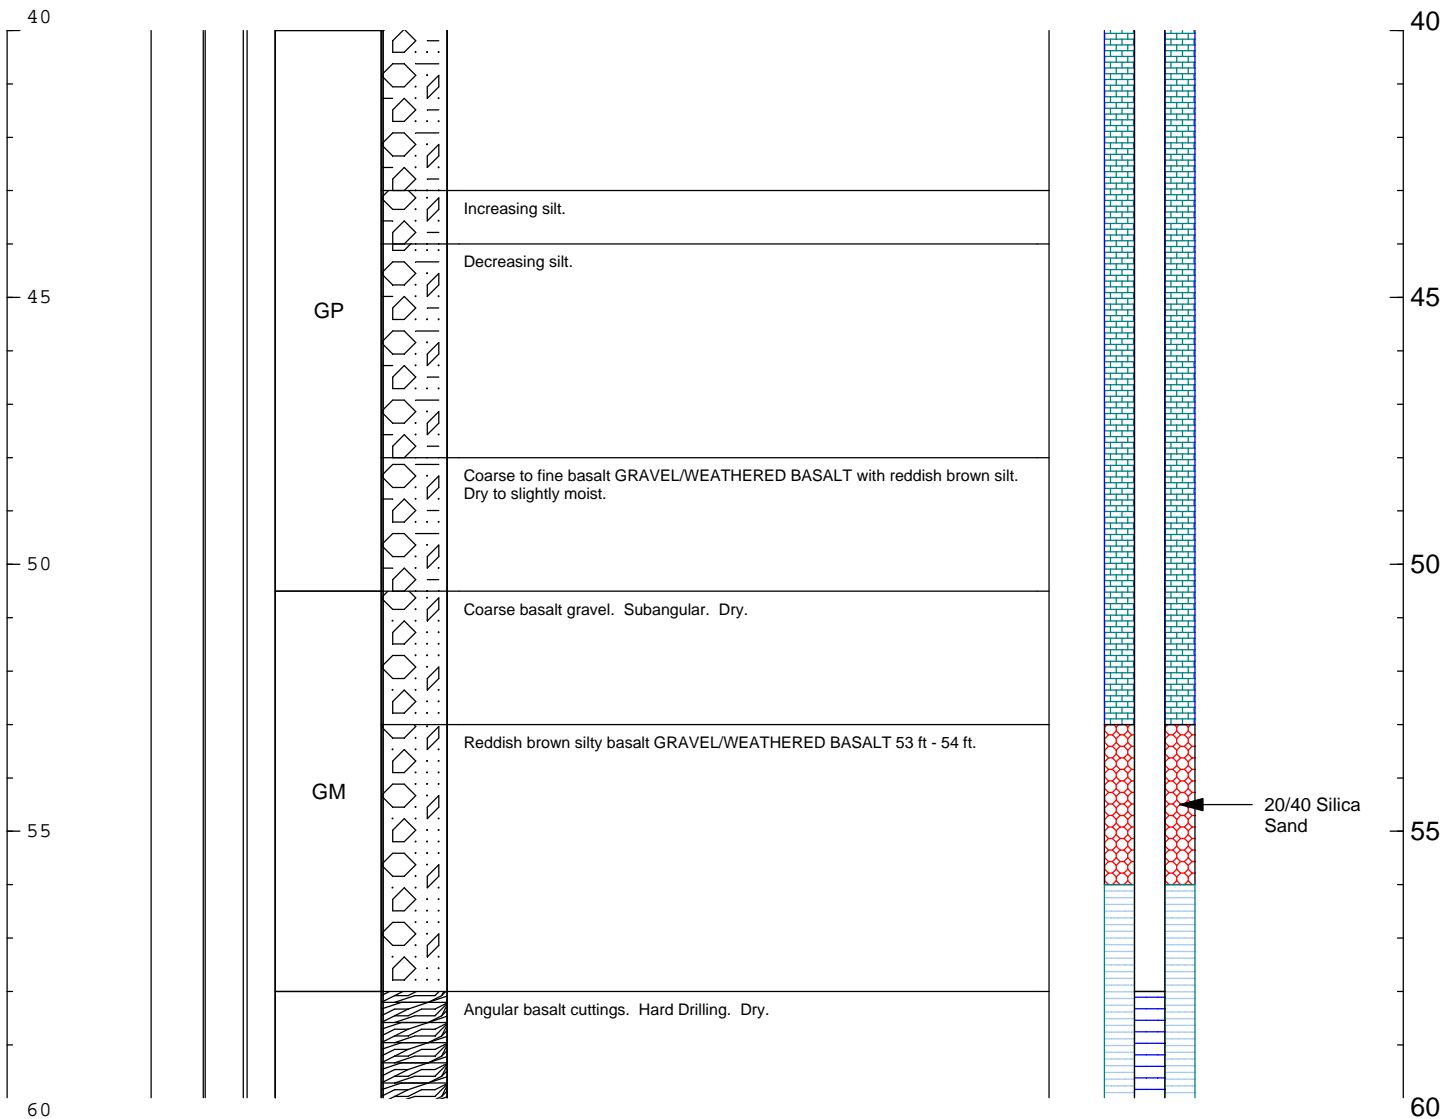 40
40
Increasing silt.
Decreasing silt.
45
45
GP
Coarse to fine basalt GRAVEL/WEATHERED BASALT with reddish brown silt.
Dry to slightly moist.
50
50
Coarse basalt gravel.  Subangular.  Dry.
Reddish brown silty basalt GRAVEL/WEATHERED BASALT 53 ft - 54 ft.
GM
20/40 Silica
Sand
55
55
Angular basalt cuttings.  Hard Drilling.  Dry.
60
60